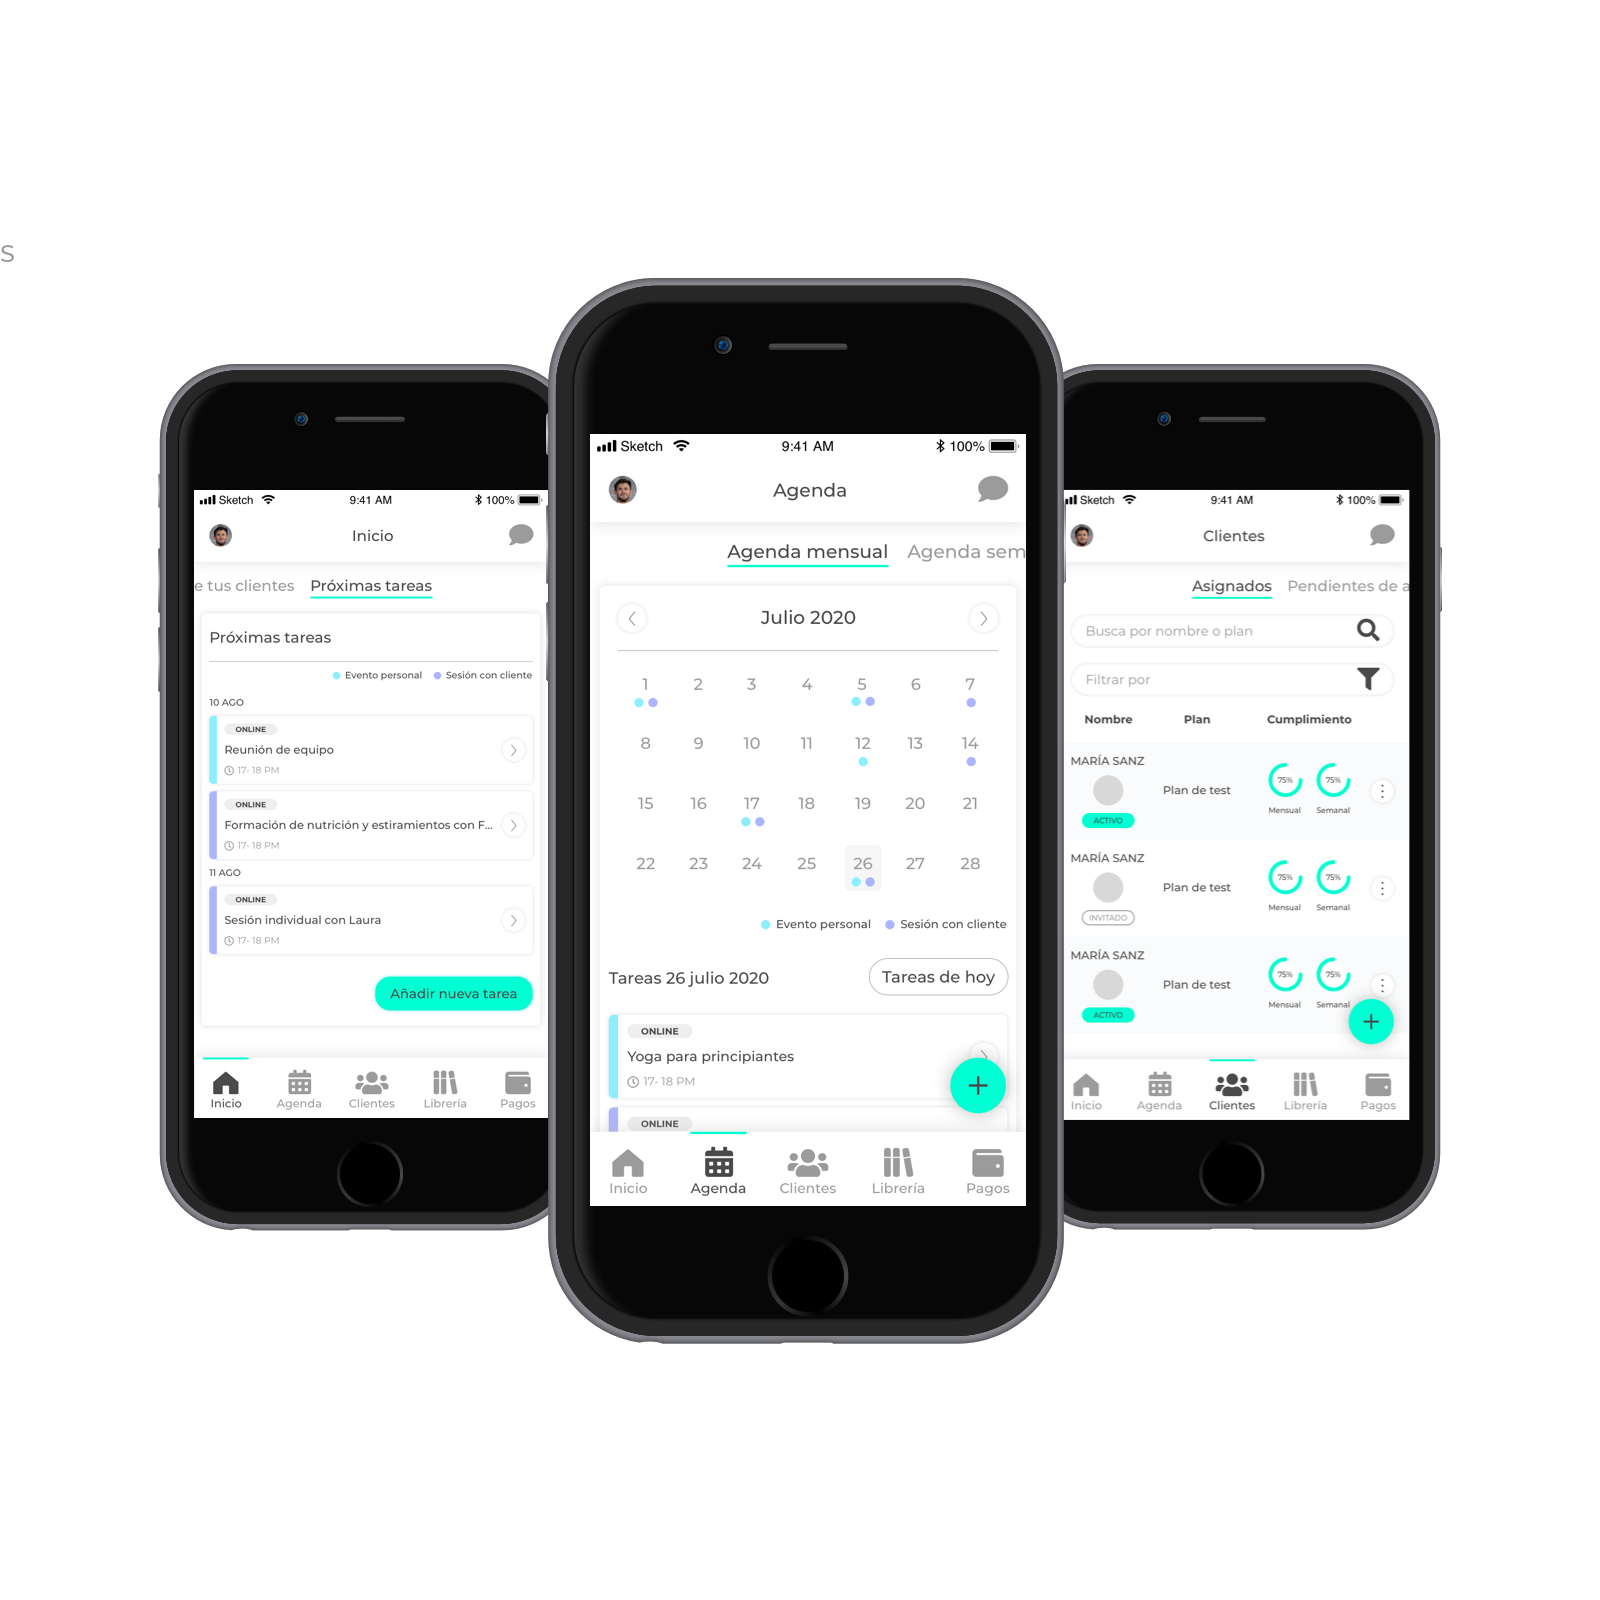 S
Sketch 9:41 AM 100%
Inicio
e tus clientes Próximas tareas
Próximas tareas
Evento personal Sesión con cliente
10 AGO
ONLINE
Reunión de equipo
17- 18 PM
ONLINE
Formación de nutrición y estiramientos con F...
17- 18 PM
11 AGO
ONLINE
Sesión individual con Laura
17- 18 PM
Añadir nueva tarea
Inicio Agenda Clientes Librería Pagos
Sketch 9:41 AM 100%
Agenda
Agenda mensual Agenda sem
Julio 2020
1 2 3 4 5 6 7
8 9 10 11 12 13 14
15 16 17 18 19 20 21
22 23 24 25 26 27 28
Evento personal Sesión con cliente
Tareas 26 julio 2020 Tareas de hoy
ONLINE
Yoga para principiantes
17- 18 PM
+
ONLINE
Inicio Agenda Clientes Librería Pagos
Sketch 9:41 AM 100%
Clientes
Asignados Pendientes de a
Busca por nombre o plan
Filtrar por
Nombre Plan Cumplimiento
MARÍA SANZ
Plan de test 75% 75%
Mensual Semanal
ACTIVO
MARÍA SANZ
Plan de test 75% 75%
Mensual Semanal
INVITADO
MARÍA SANZ
Plan de test 75% 75%
Mensual Semanal
ACTIVO
+
Inicio Agenda Clientes Librería Pagos